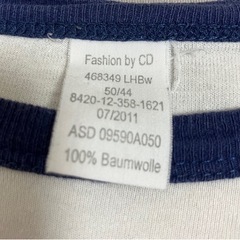 Fashion by CD
468349 LHBw
50/44
8420-12-358-1621
07/2011
ASD 09590A050
100% Baumwolle